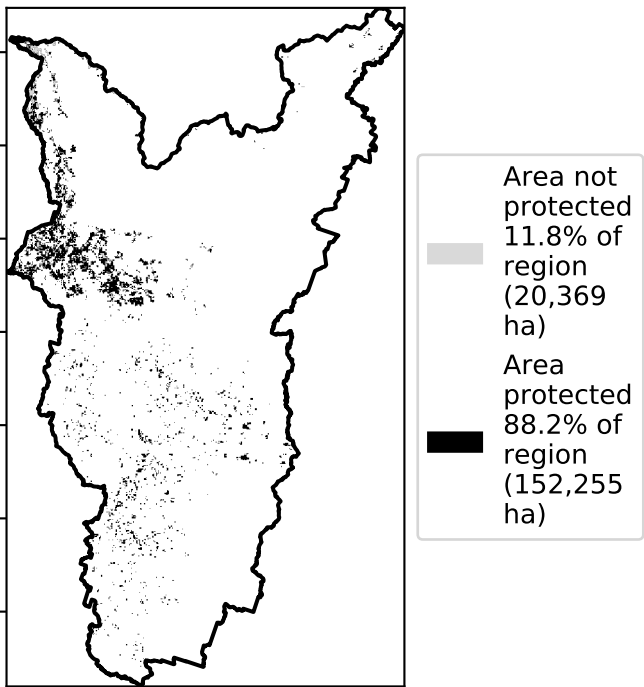 Area not
protected
11.8% of
region
(20,369
ha)
Area
protected
88.2% of
region
(152,255
ha)